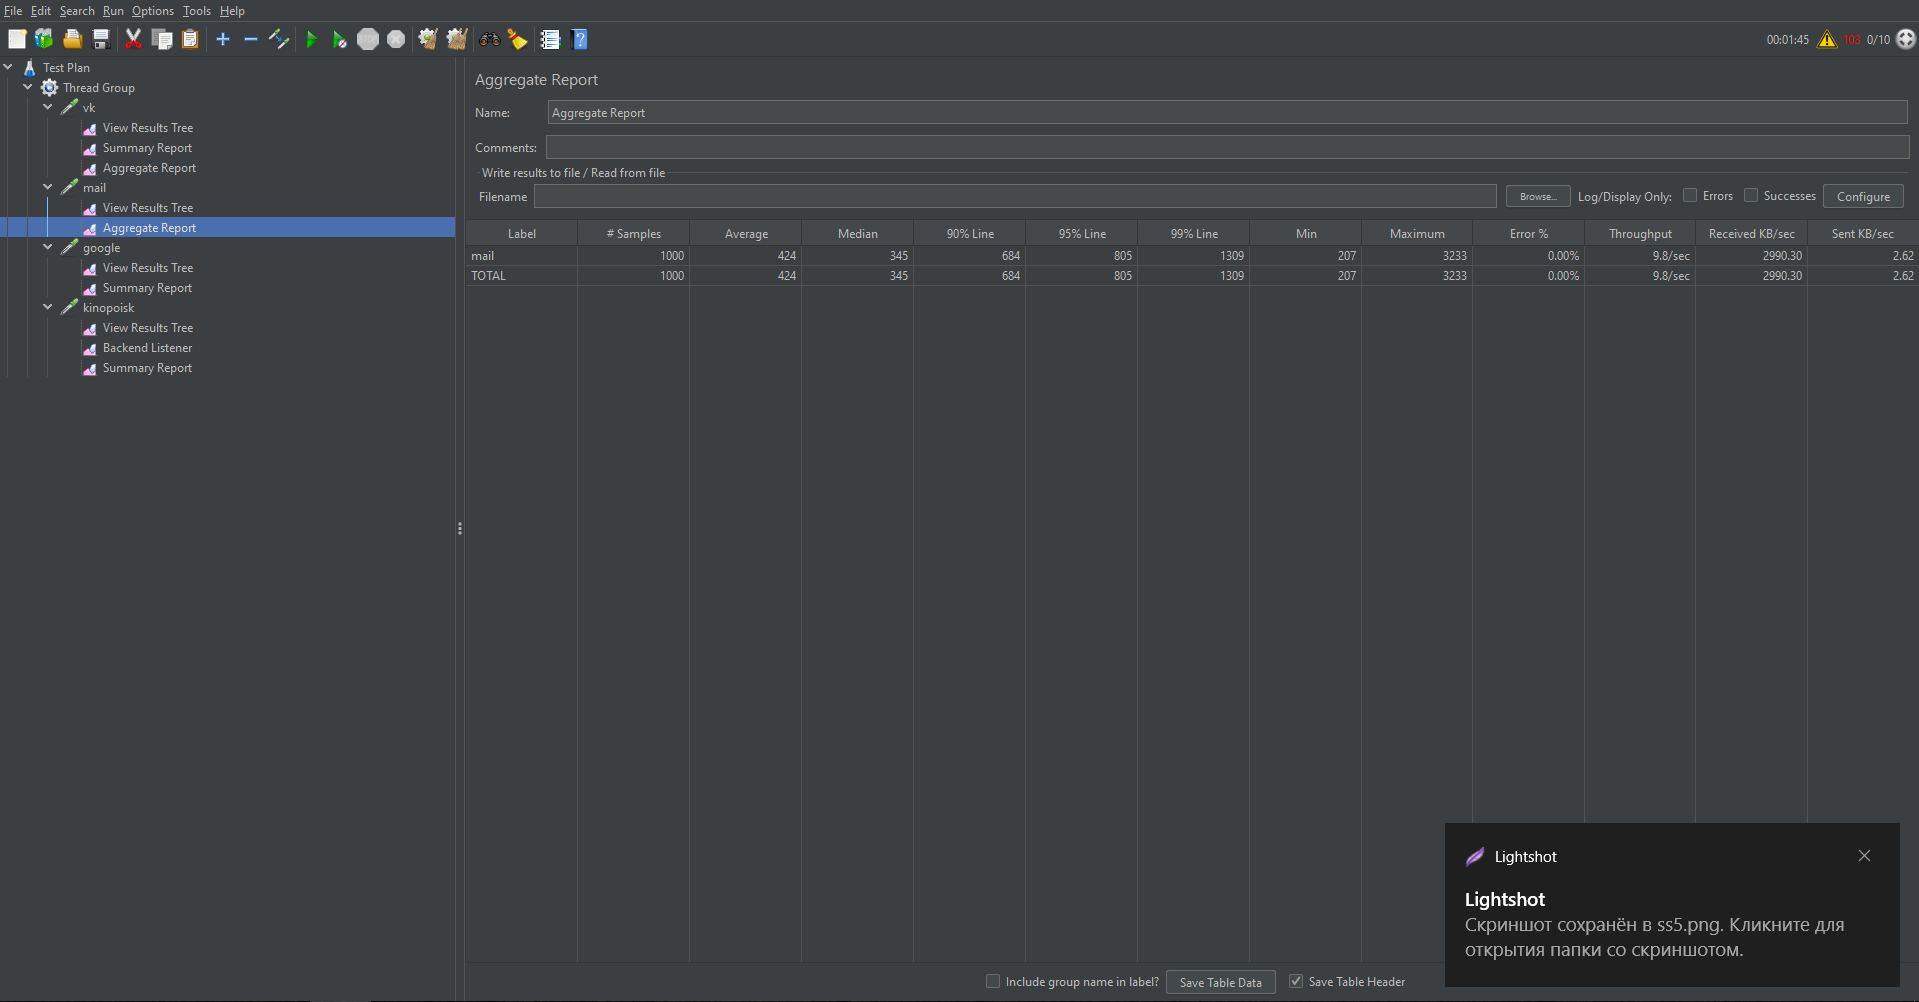 File Edit Search Run Options Tools Help
00:01:45 103 0/10
Test Plan
Thread Group
vk
View Results Tree
Summary Report
Aggregate Report
mail
View Results Tree
Aggregate Report
google
View Results Tree
Summary Report
kinopoisk
View Results Tree
Backend Listener
Summary Report
Aggregate Report
Name: Aggregate Report
Comments:
Write results to file / Read from file
Filename Browse... Log/Display Only: Errors Successes Configure
Label # Samples Average Median 90% Line 95% Line 99% Line Min Maximum Error % Throughput Received KB/sec Sent KB/sec
mail 1000 424 345 684 805 1309 207 3233 0.00% 9.8/sec 2990.30 2.62
TOTAL 1000 424 345 684 805 1309 207 3233 0.00% 9.8/sec 2990.30 2.62
Include group name in label? Save Table Data Save Table Header
Lightshot
Lightshot
Скриншот сохранён в ss5.png. Кликните для
открытия папки со скриншотом.